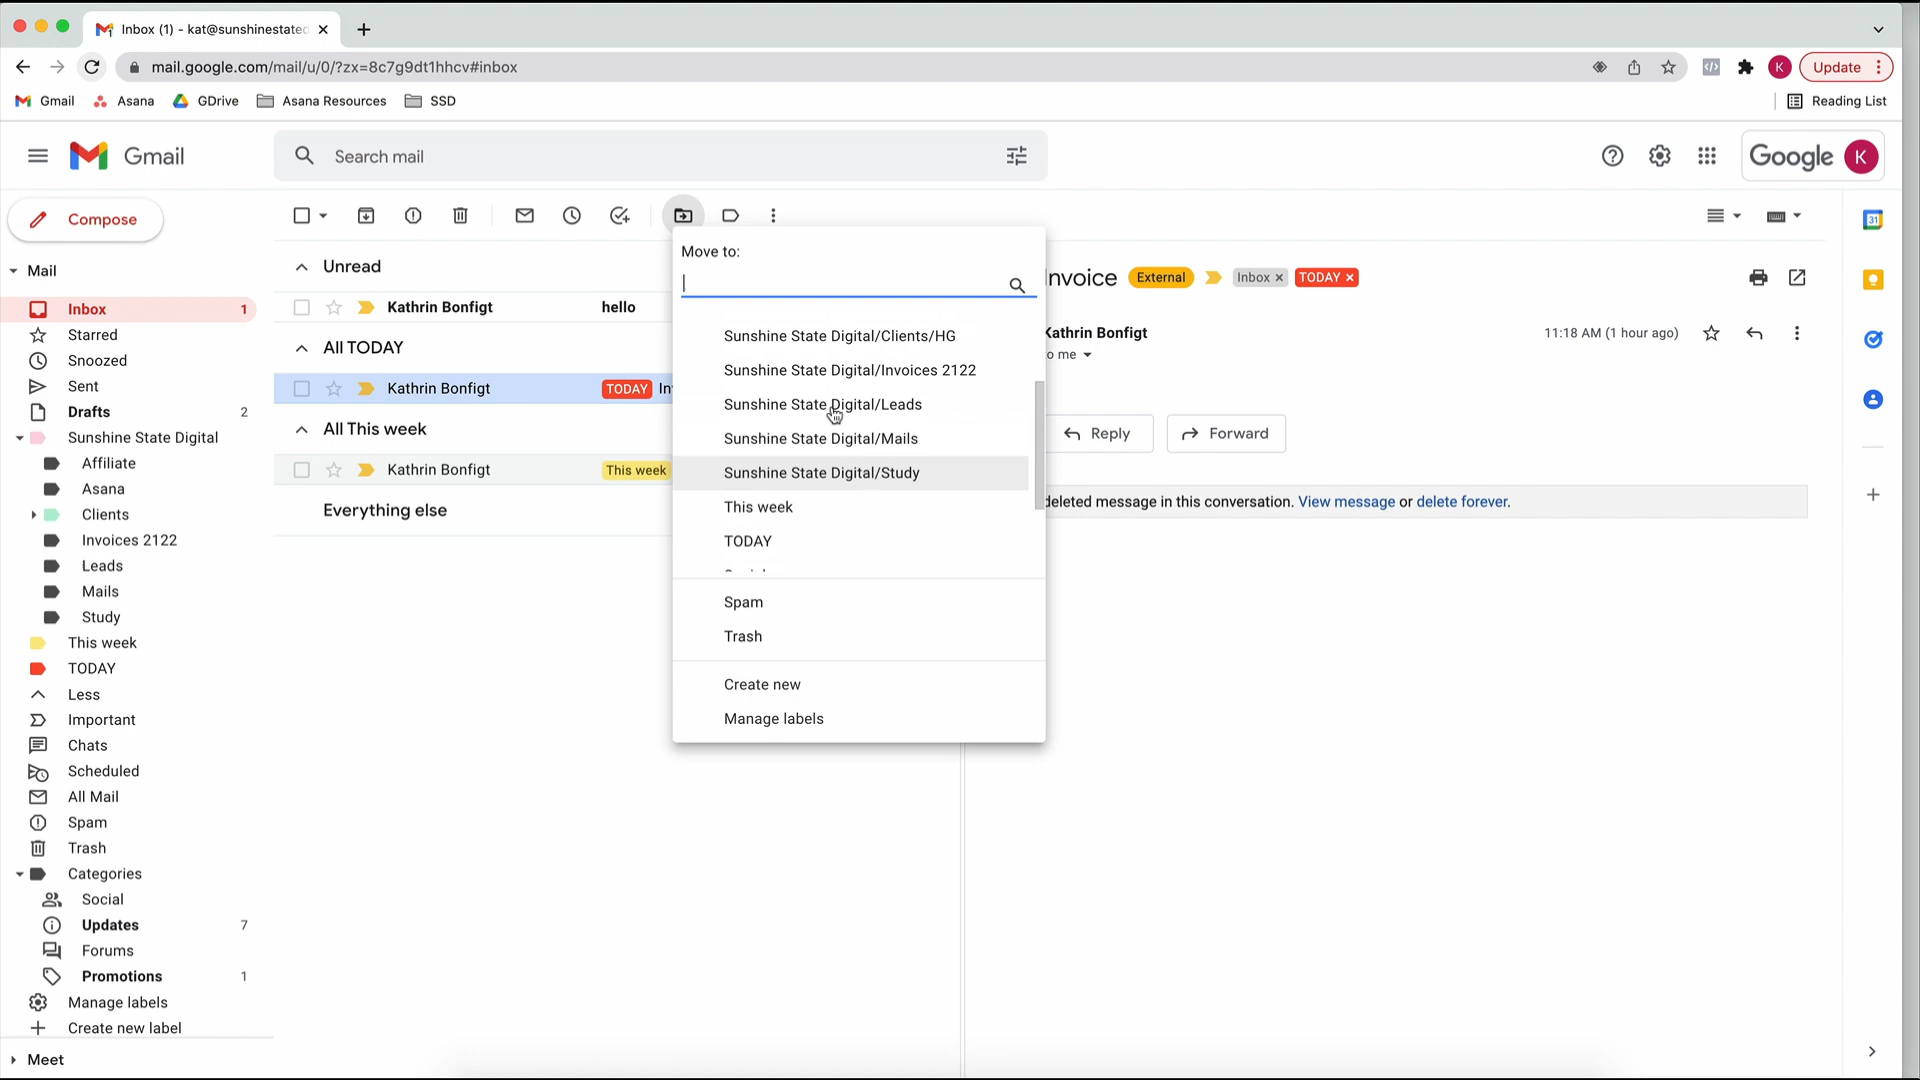 Inbox (1) - kat@sunshinestated
mail.google.com/mail/u/0/?zx=8c7g9dt1hhcv#inbox
K
Update
Gmail
Asana
GDrive
Asana Resources
SSD
Reading List
Gmail
Search mail
Google
K
Compose
Mail
Inbox 1
Starred
Snoozed
Sent
Drafts 2
Sunshine State Digital
Affiliate
Asana
Clients
Invoices 2122
Leads
Mails
Study
This week
TODAY
Less
Important
Chats
Scheduled
All Mail
Spam
Trash
Categories
Social
Updates 7
Forums
Promotions 1
Manage labels
Create new label
Meet
Unread
Kathrin Bonfigt hello
All TODAY
Kathrin Bonfigt TODAY In
All This week
Kathrin Bonfigt This week
Everything else
Move to:
Sunshine State Digital/Clients/HG
Sunshine State Digital/Invoices 2122
Sunshine State Digital/Leads
Sunshine State Digital/Mails
Sunshine State Digital/Study
This week
TODAY
Spam
Trash
Create new
Manage labels
nvoice External Inbox × TODAY ×
Kathrin Bonfigt
11:18 AM (1 hour ago)
o me
Reply
Forward
deleted message in this conversation. View message or delete forever.
31